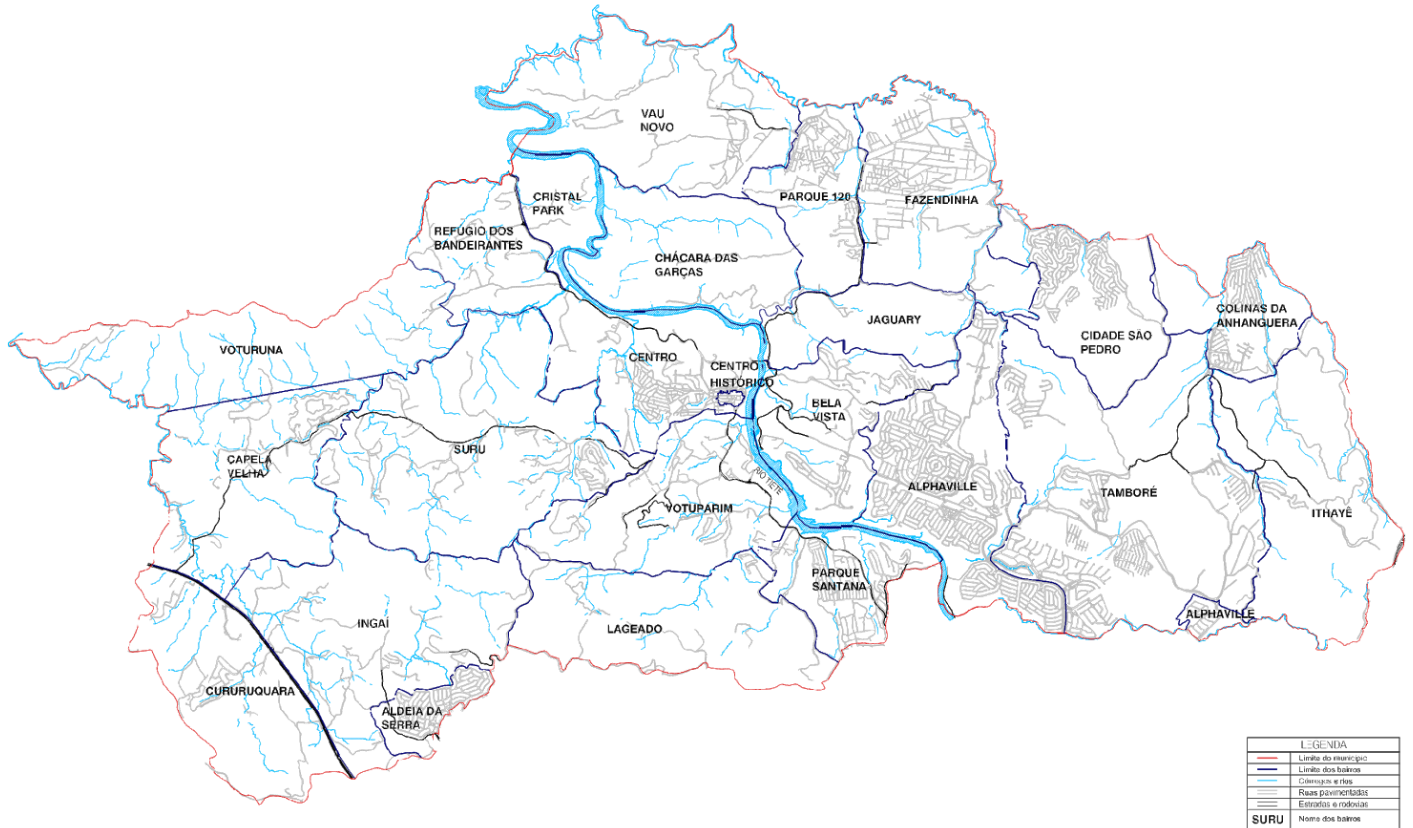 VAU
NOVO
CRISTAL
PARK
PARQUE 120
FAZENDINHA
REFÚGIO DOS
BANDEIRANTES
CHÁCARA DAS
GARÇAS
JAGUARY
COLINAS DA
ANHANGUERA
CIDADE SÃO
PEDRO
VOTURUNA
CENTRO
CENTRO
HISTÓRICO
BELA
VISTA
SURU
CAPELA
VELHA
RIO TIETÊ
ALPHAVILLE
TAMBORÉ
VOTUPARIM
ITHAYÊ
PARQUE
SANTANA
ALPHAVILLE
INGAÍ
LAGEADO
CURURUQUARA
ALDEIA DA
SERRA
LEGENDA
Limite do município
Limite dos bairros
Córregos e rios
Ruas pavimentadas
Estradas e rodovias
SURU Nome dos bairros